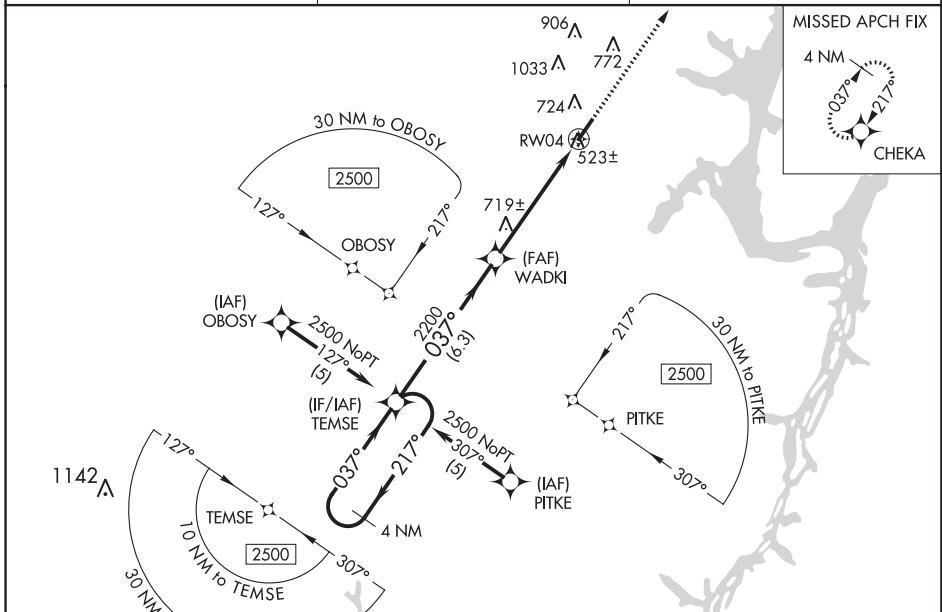 MISSED APCH FIX
4 NM
037°
217°
CHEKA
906
772
1033
724
RW04
523±
30 NM to OBOSY
2500
127°
217°
OBOSY
719±
(FAF)
WADKI
(IAF)
OBOSY
2500 NoPT
127°
(5)
2200
037°
(6.3)
(IF/IAF)
TEMSE
217°
30 NM to PITKE
2500
PITKE
307°
2500 NoPT
307°
(5)
(IAF)
PITKE
037°
217°
4 NM
1142
127°
TEMSE
10 NM to TEMSE
2500
307°
30 NM